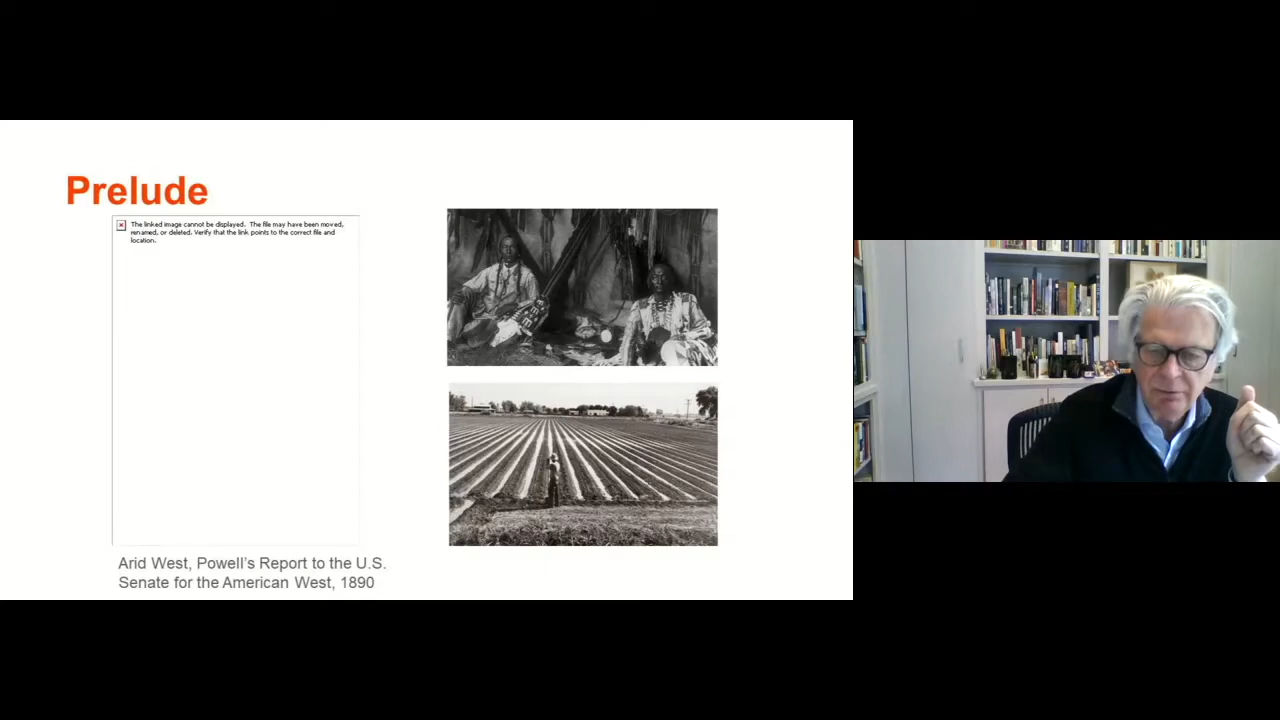 Prelude
The linked image cannot be displayed. The file may have been moved,
renamed, or deleted. Verify that the link points to the correct file and
location.
Arid West, Powell's Report to the U.S.
Senate for the American West, 1890